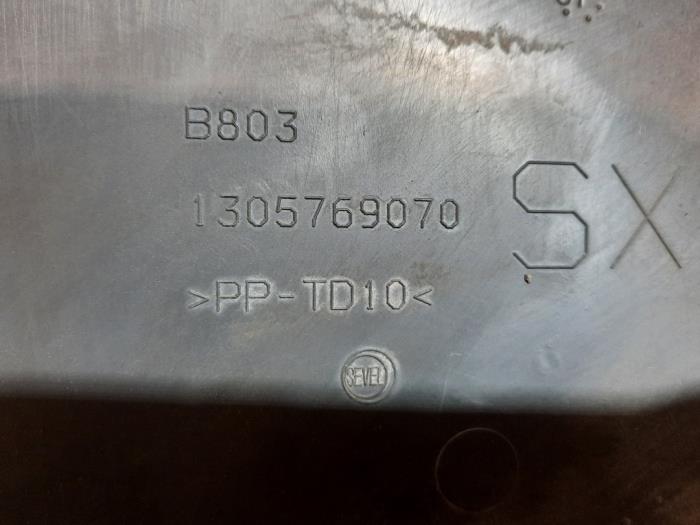 B803
1305769070
SX
>PP-TD10<
SEVEL